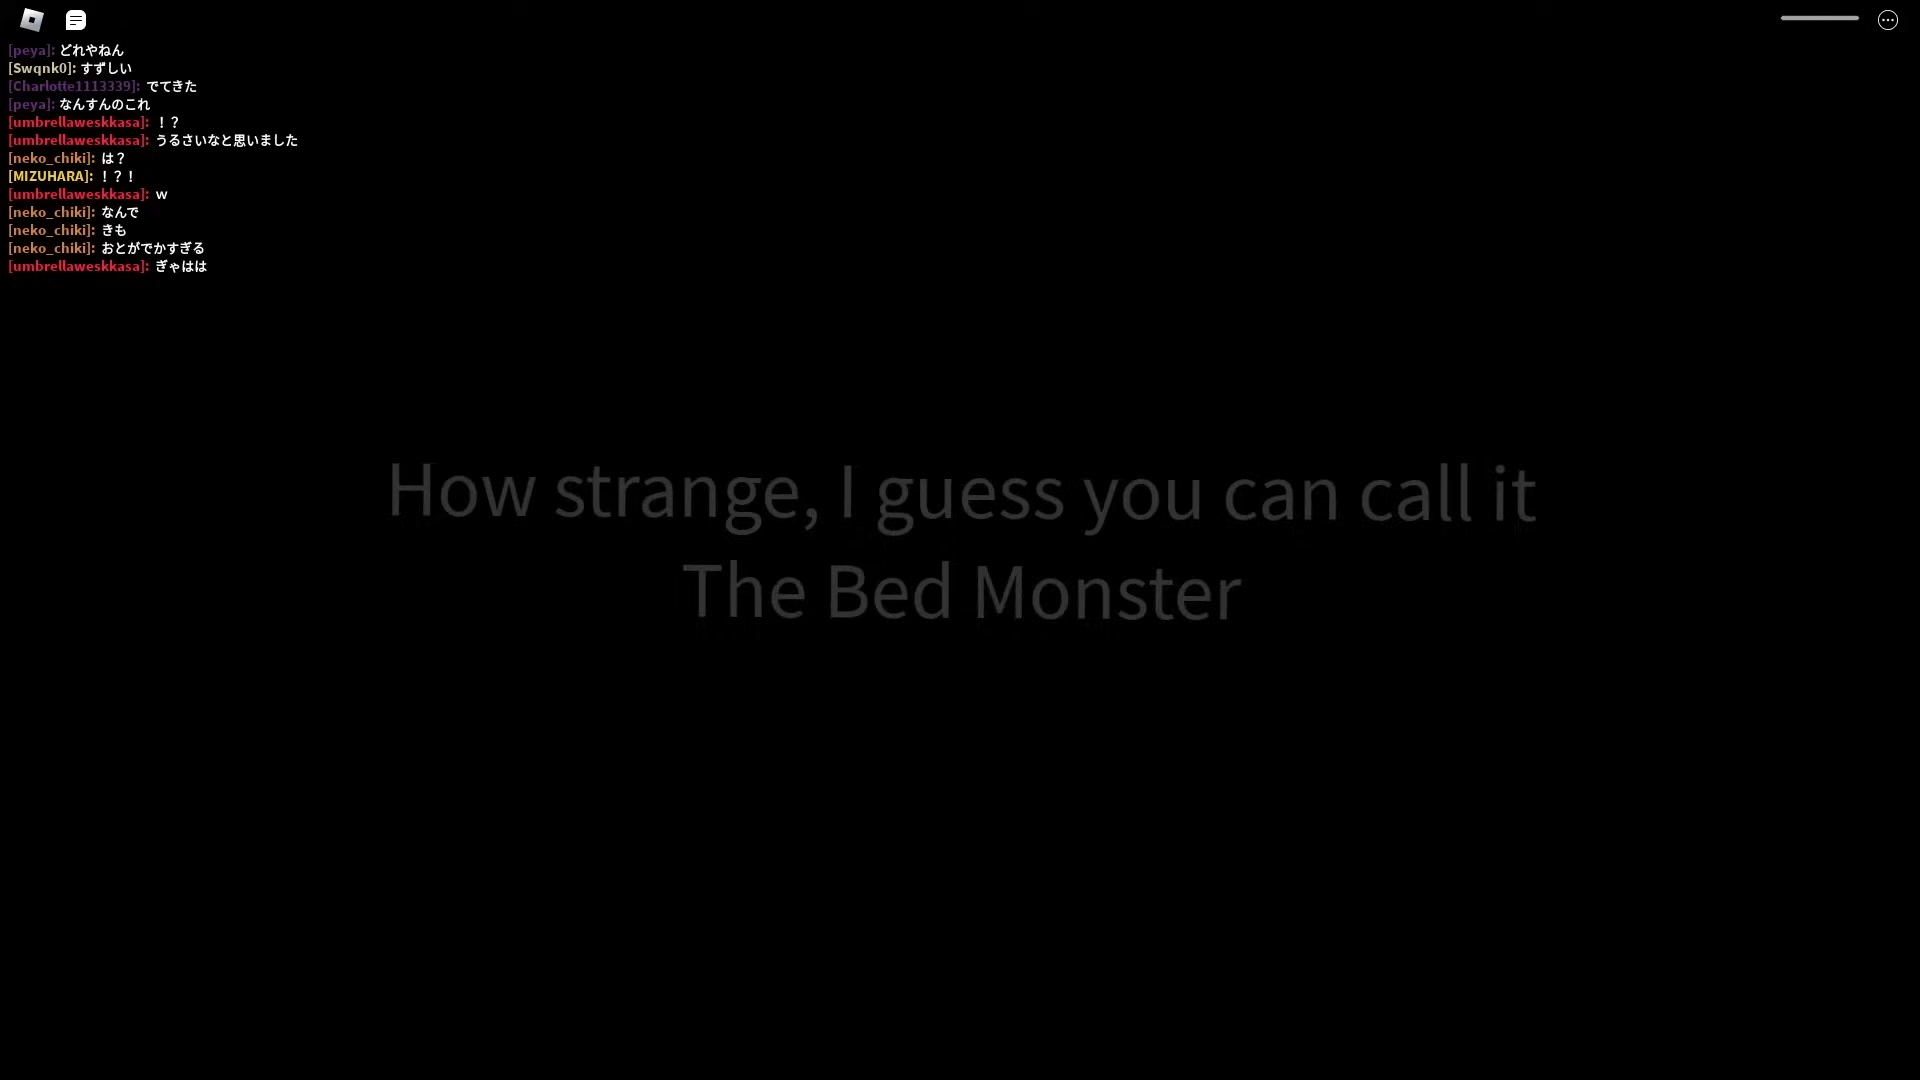 [peya]: どれやねん
[Swqnk0]: すずしい
[Charlotte1113339]: でてきた
[peya]: なんすんのこれ
[umbrellaweskkasa]: ！？
[umbrellaweskkasa]: うるさいなと思いました
[neko_chiki]: は？
[MIZUHARA]: ！？！
[umbrellaweskkasa]: w
[neko_chiki]: なんで
[neko_chiki]: きも
[neko_chiki]: おとがでかすぎる
[umbrellaweskkasa]: ぎゃはは
How strange, I guess you can call it
The Bed Monster